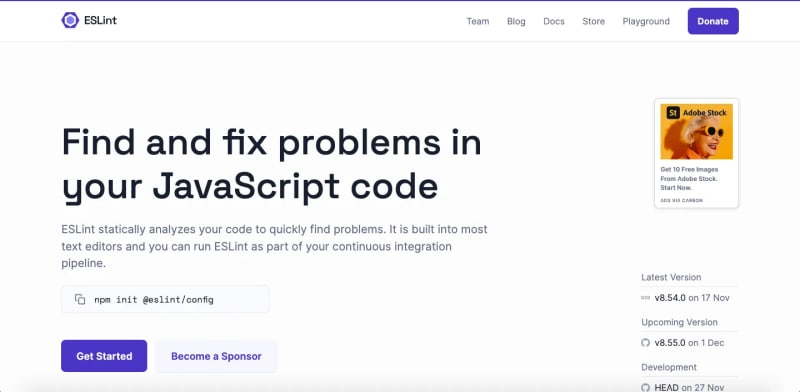 ESLint
Team Blog Docs Store Playground Donate
Find and fix problems in
your JavaScript code
ESLint statically analyzes your code to quickly find problems. It is built into most
text editors and you can run ESLint as part of your continuous integration
pipeline.
npm init @eslint/config
Get Started Become a Sponsor
St Adobe Stock
Get 10 Free Images
From Adobe Stock.
Start Now.
ADS VIA CARBON
Latest Version
v8.54.0 on 17 Nov
Upcoming Version
v8.55.0 on 1 Dec
Development
HEAD on 27 Nov